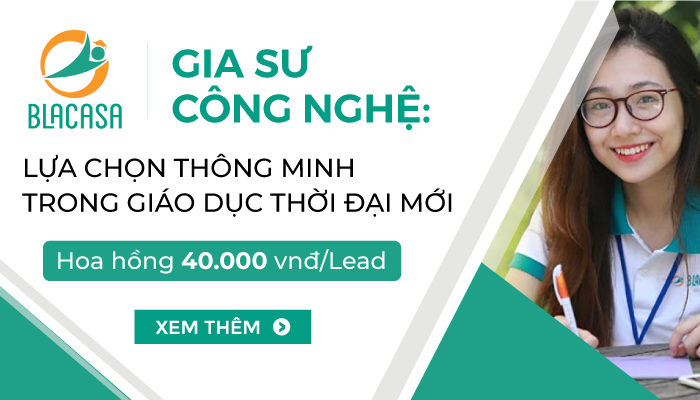 BLACASA
GIA SƯ
CÔNG NGHỆ:
LỰA CHỌN THÔNG MINH
TRONG GIÁO DỤC THỜI ĐẠI MỚI
Hoa hồng 40.000 vnđ/Lead
XEM THÊM